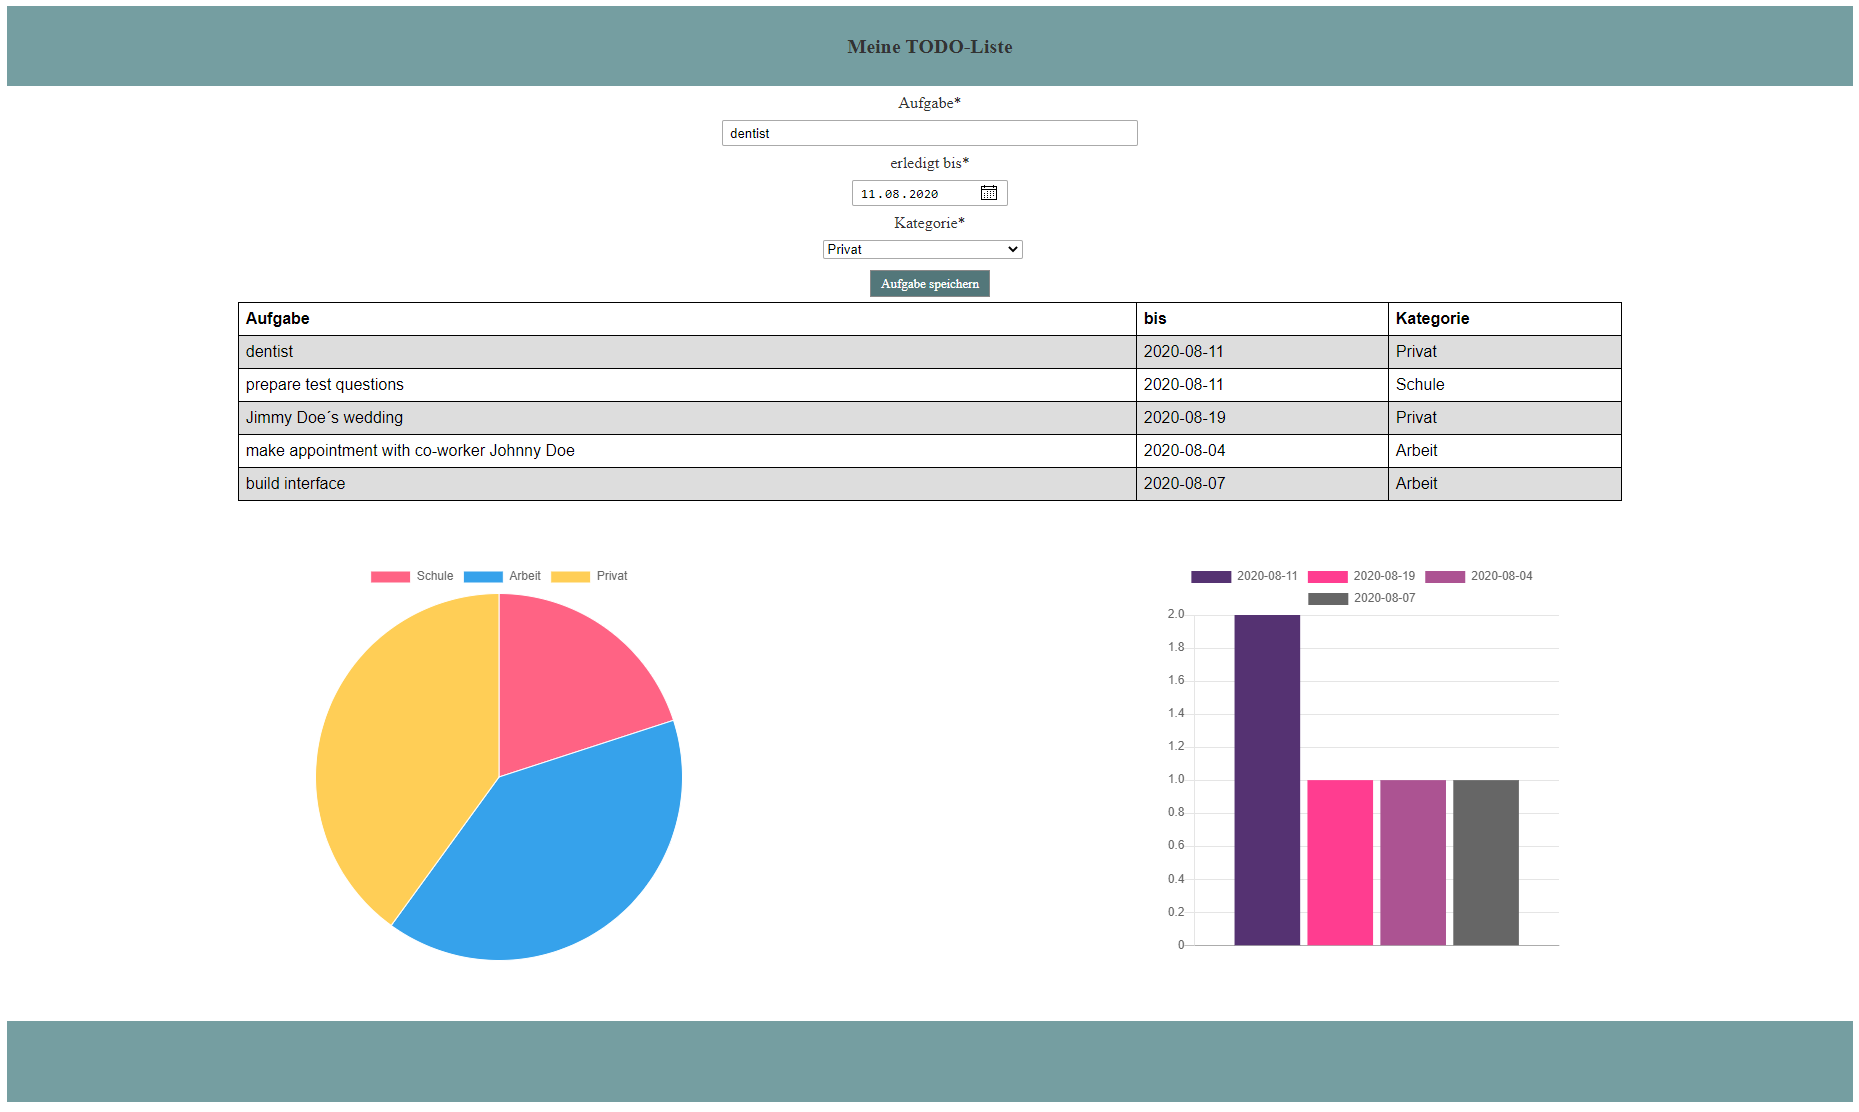 Meine TODO-Liste
Aufgabe*
dentist
erledigt bis*
11.08.2020
Kategorie*
Privat
Aufgabe speichern
Aufgabe bis Kategorie
dentist 2020-08-11 Privat
prepare test questions 2020-08-11 Schule
Jimmy Doe´s wedding 2020-08-19 Privat
make appointment with co-worker Johnny Doe 2020-08-04 Arbeit
build interface 2020-08-07 Arbeit
Schule Arbeit Privat
2020-08-11 2020-08-19 2020-08-04
2020-08-07
2.0
1.8
1.6
1.4
1.2
1.0
0.8
0.6
0.4
0.2
0